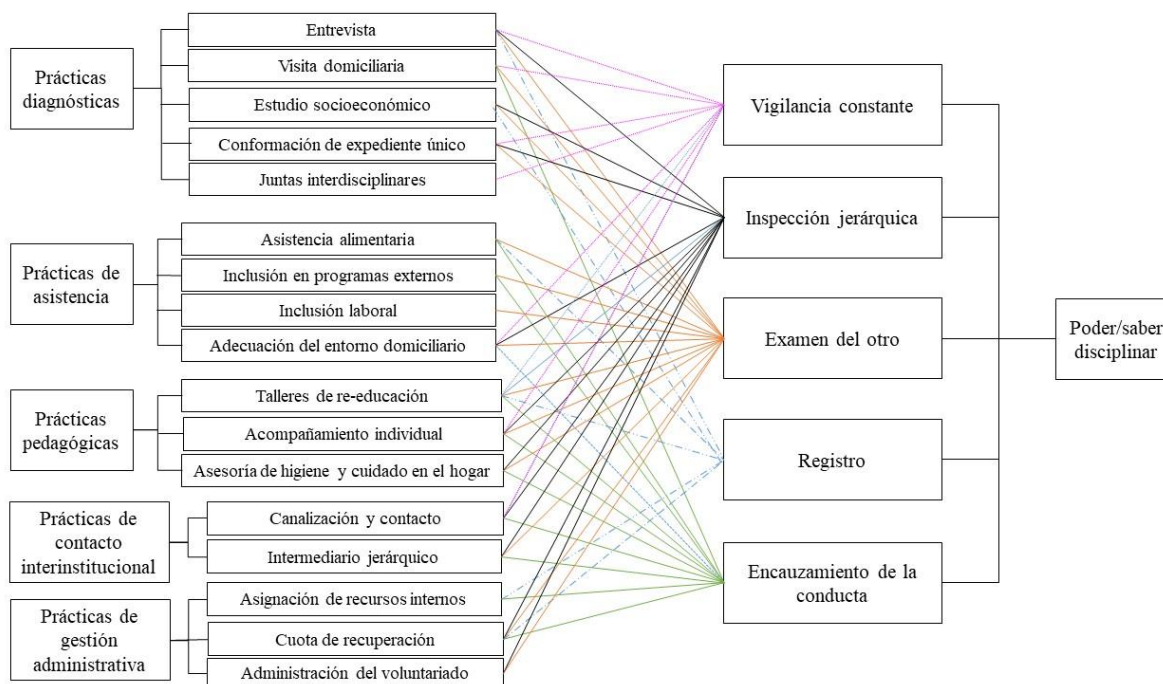 Prácticas
diagnósticas
Entrevista
Visita domiciliaria
Estudio socioeconómico
Conformación de expediente único
Juntas interdisciplinares
Prácticas de
asistencia
Asistencia alimentaria
Inclusión en programas externos
Inclusión laboral
Adecuación del entorno domiciliario
Prácticas
pedagógicas
Talleres de re-educación
Acompañamiento individual
Asesoría de higiene y cuidado en el hogar
Prácticas de
contacto
interinstitucional
Canalización y contacto
Intermediario jerárquico
Prácticas de
gestión
administrativa
Asignación de recursos internos
Cuota de recuperación
Administración del voluntariado
Vigilancia constante
Inspección jerárquica
Examen del otro
Registro
Encauzamiento de la
conducta
Poder/saber
disciplinar